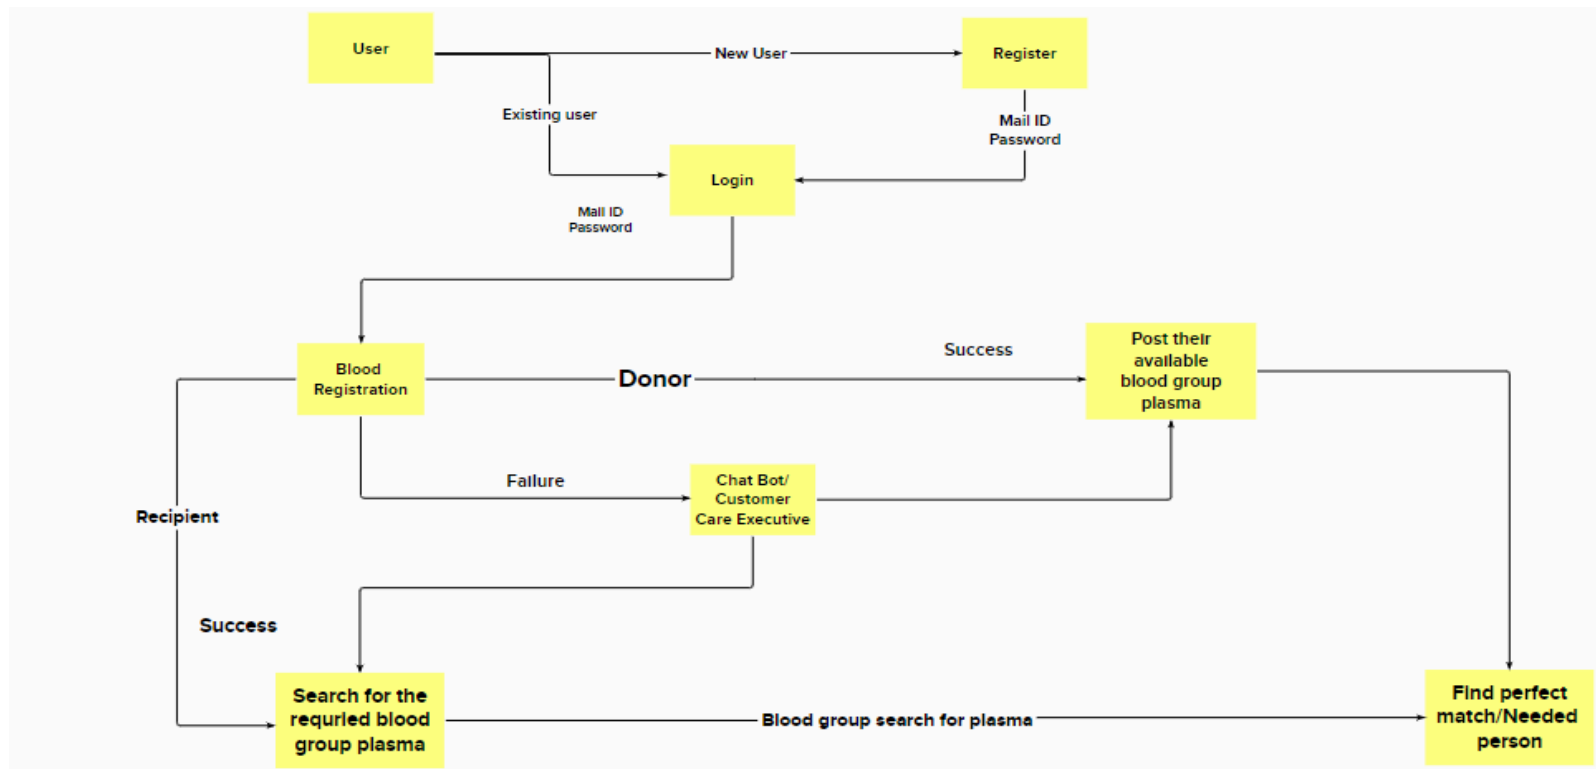 User
New User
Register
Existing user
Mail ID
Password
Login
Mail ID
Password
Blood
Registration
Donor
Success
Post their
available
blood group
plasma
Failure
Chat Bot/
Customer
Care Executive
Recipient
Success
Search for the
requried blood
group plasma
Blood group search for plasma
Find perfect
match/Needed
person